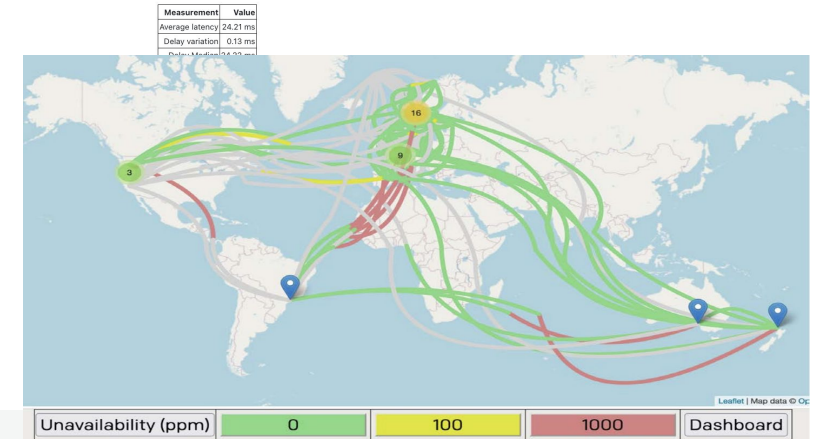 Measurement Value
Average latency 24.21 ms
Delay variation 0.13 ms
16
9
3
Leaflet | Map data © Op
Unavailability (ppm) 0 100 1000 Dashboard